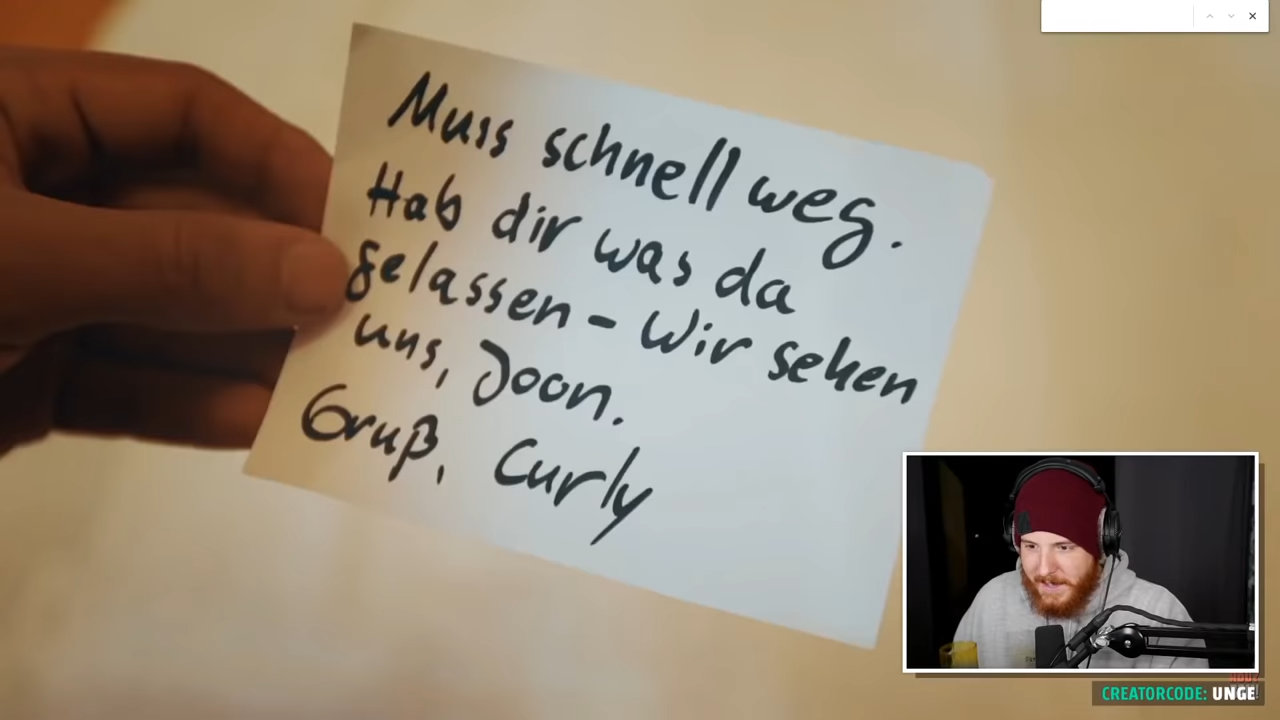 Muss schnell weg.
Hab dir was da
gelassen - Wir sehen
uns, Joon.
Gruß, Curly
CREATORCODE: UNGE